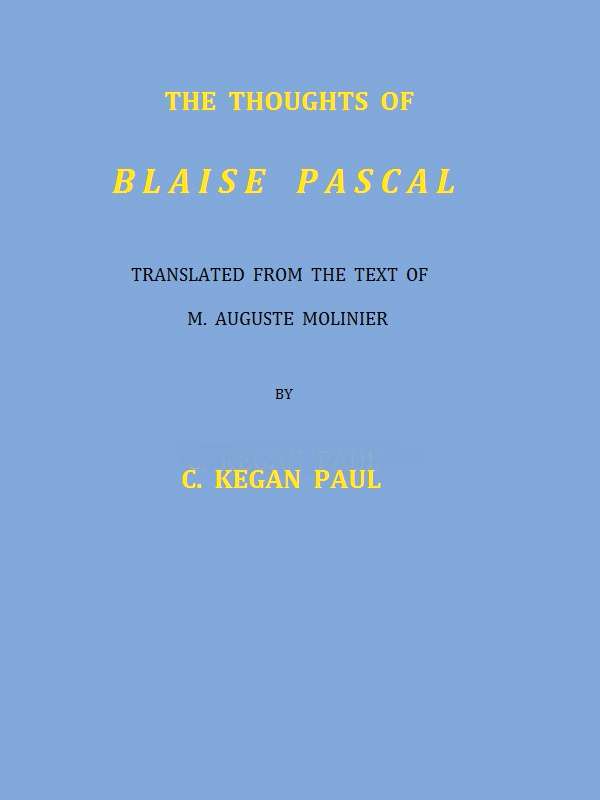 THE THOUGHTS OF
BLAISE PASCAL
TRANSLATED FROM THE TEXT OF
M. AUGUSTE MOLINIER
BY
C. KEGAN PAUL